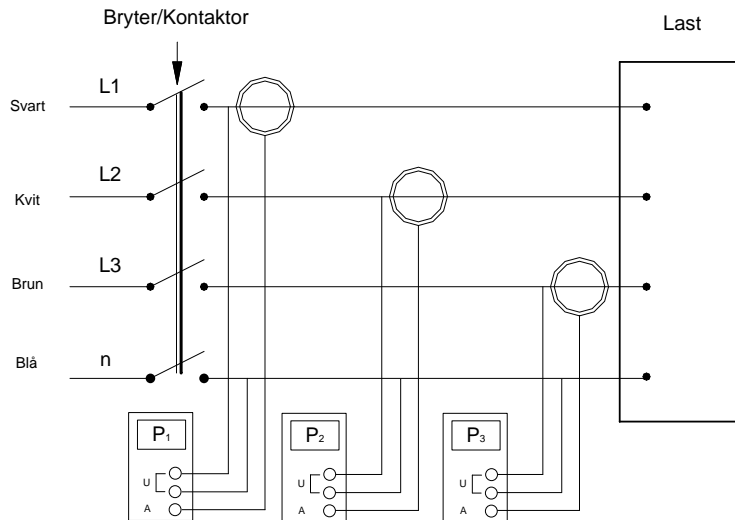 Bryter/Kontaktor
Last
L1
Svart
L2
Kvit
L3
Brun
n
Blå
P1
P2
P3
U
U
U
A
A
A